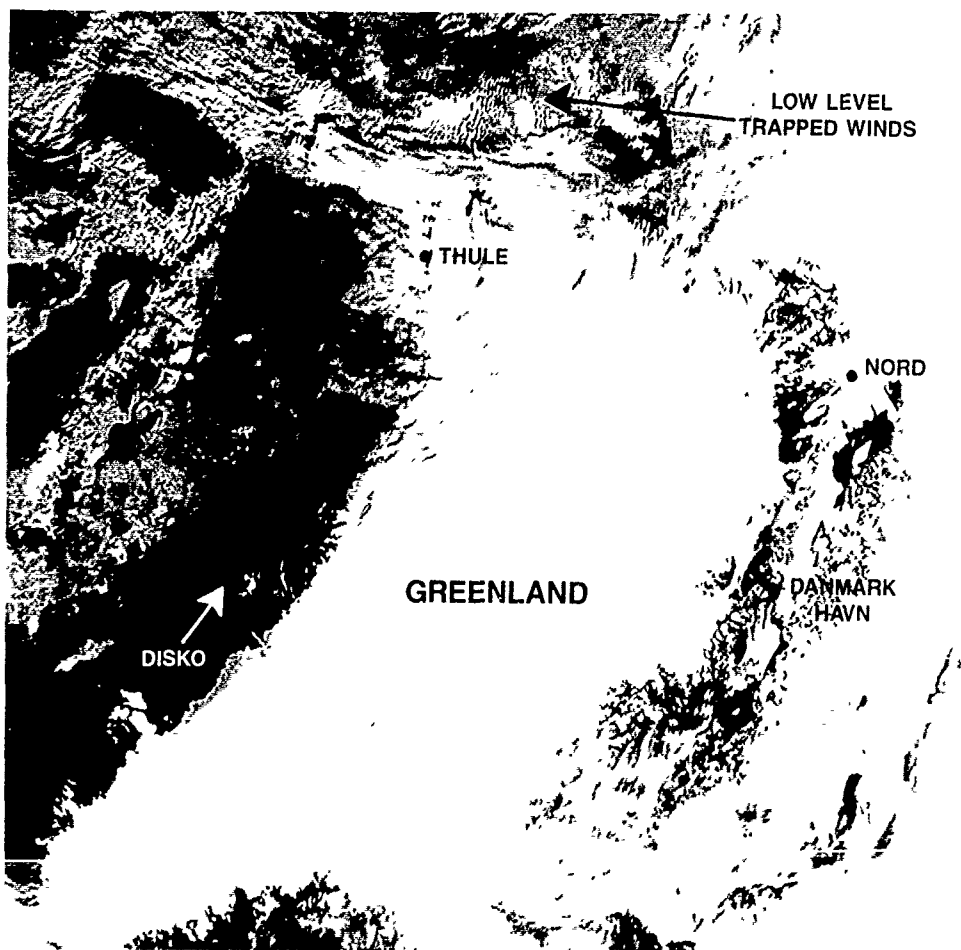 LOW LEVEL
TRAPPED WINDS
THULE
NORD
GREENLAND
DANMARK
HAVN
DISKO